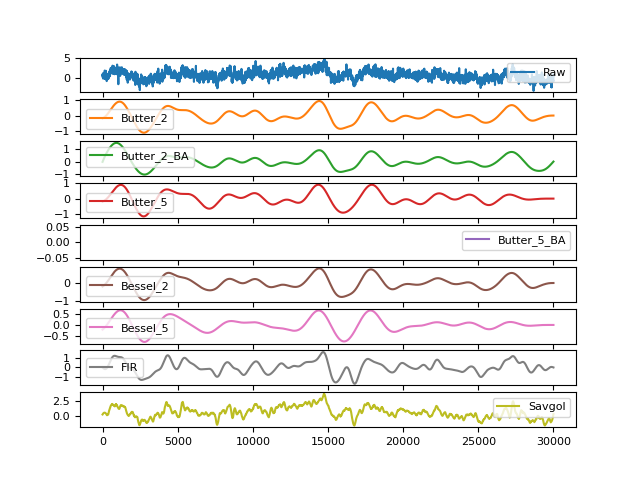 5
0
Raw
1
0
−1
Butter_2
1
0
−1
Butter_2_BA
1
0
−1
Butter_5
0.05
0.00
−0.05
Butter_5_BA
0
−1
Bessel_2
0.5
0.0
−0.5
Bessel_5
1
0
−1
FIR
2.5
0.0
Savgol
0 5000 10000 15000 20000 25000 30000